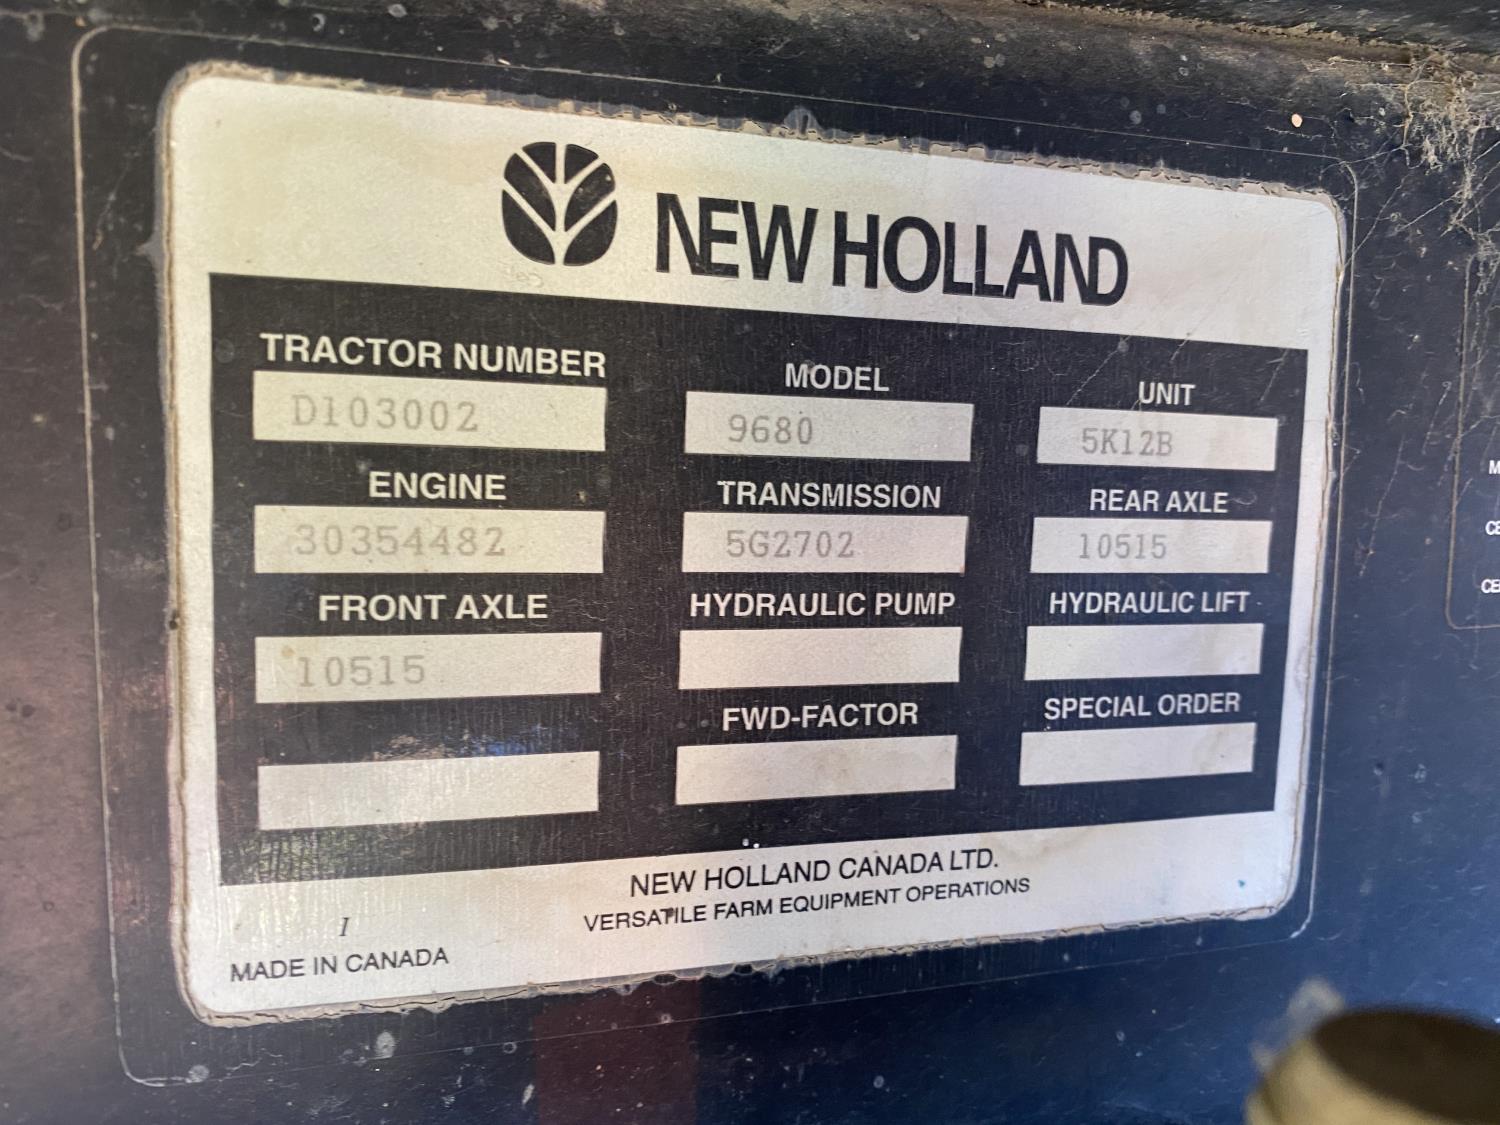 NEW HOLLAND
TRACTOR NUMBER
D103002
MODEL
9680
UNIT
5K12B
ENGINE
30354482
TRANSMISSION
5G2702
REAR AXLE
10515
FRONT AXLE
10515
HYDRAULIC PUMP
HYDRAULIC LIFT
FWD-FACTOR
SPECIAL ORDER
NEW HOLLAND CANADA LTD.
VERSATILE FARM EQUIPMENT OPERATIONS
I
MADE IN CANADA